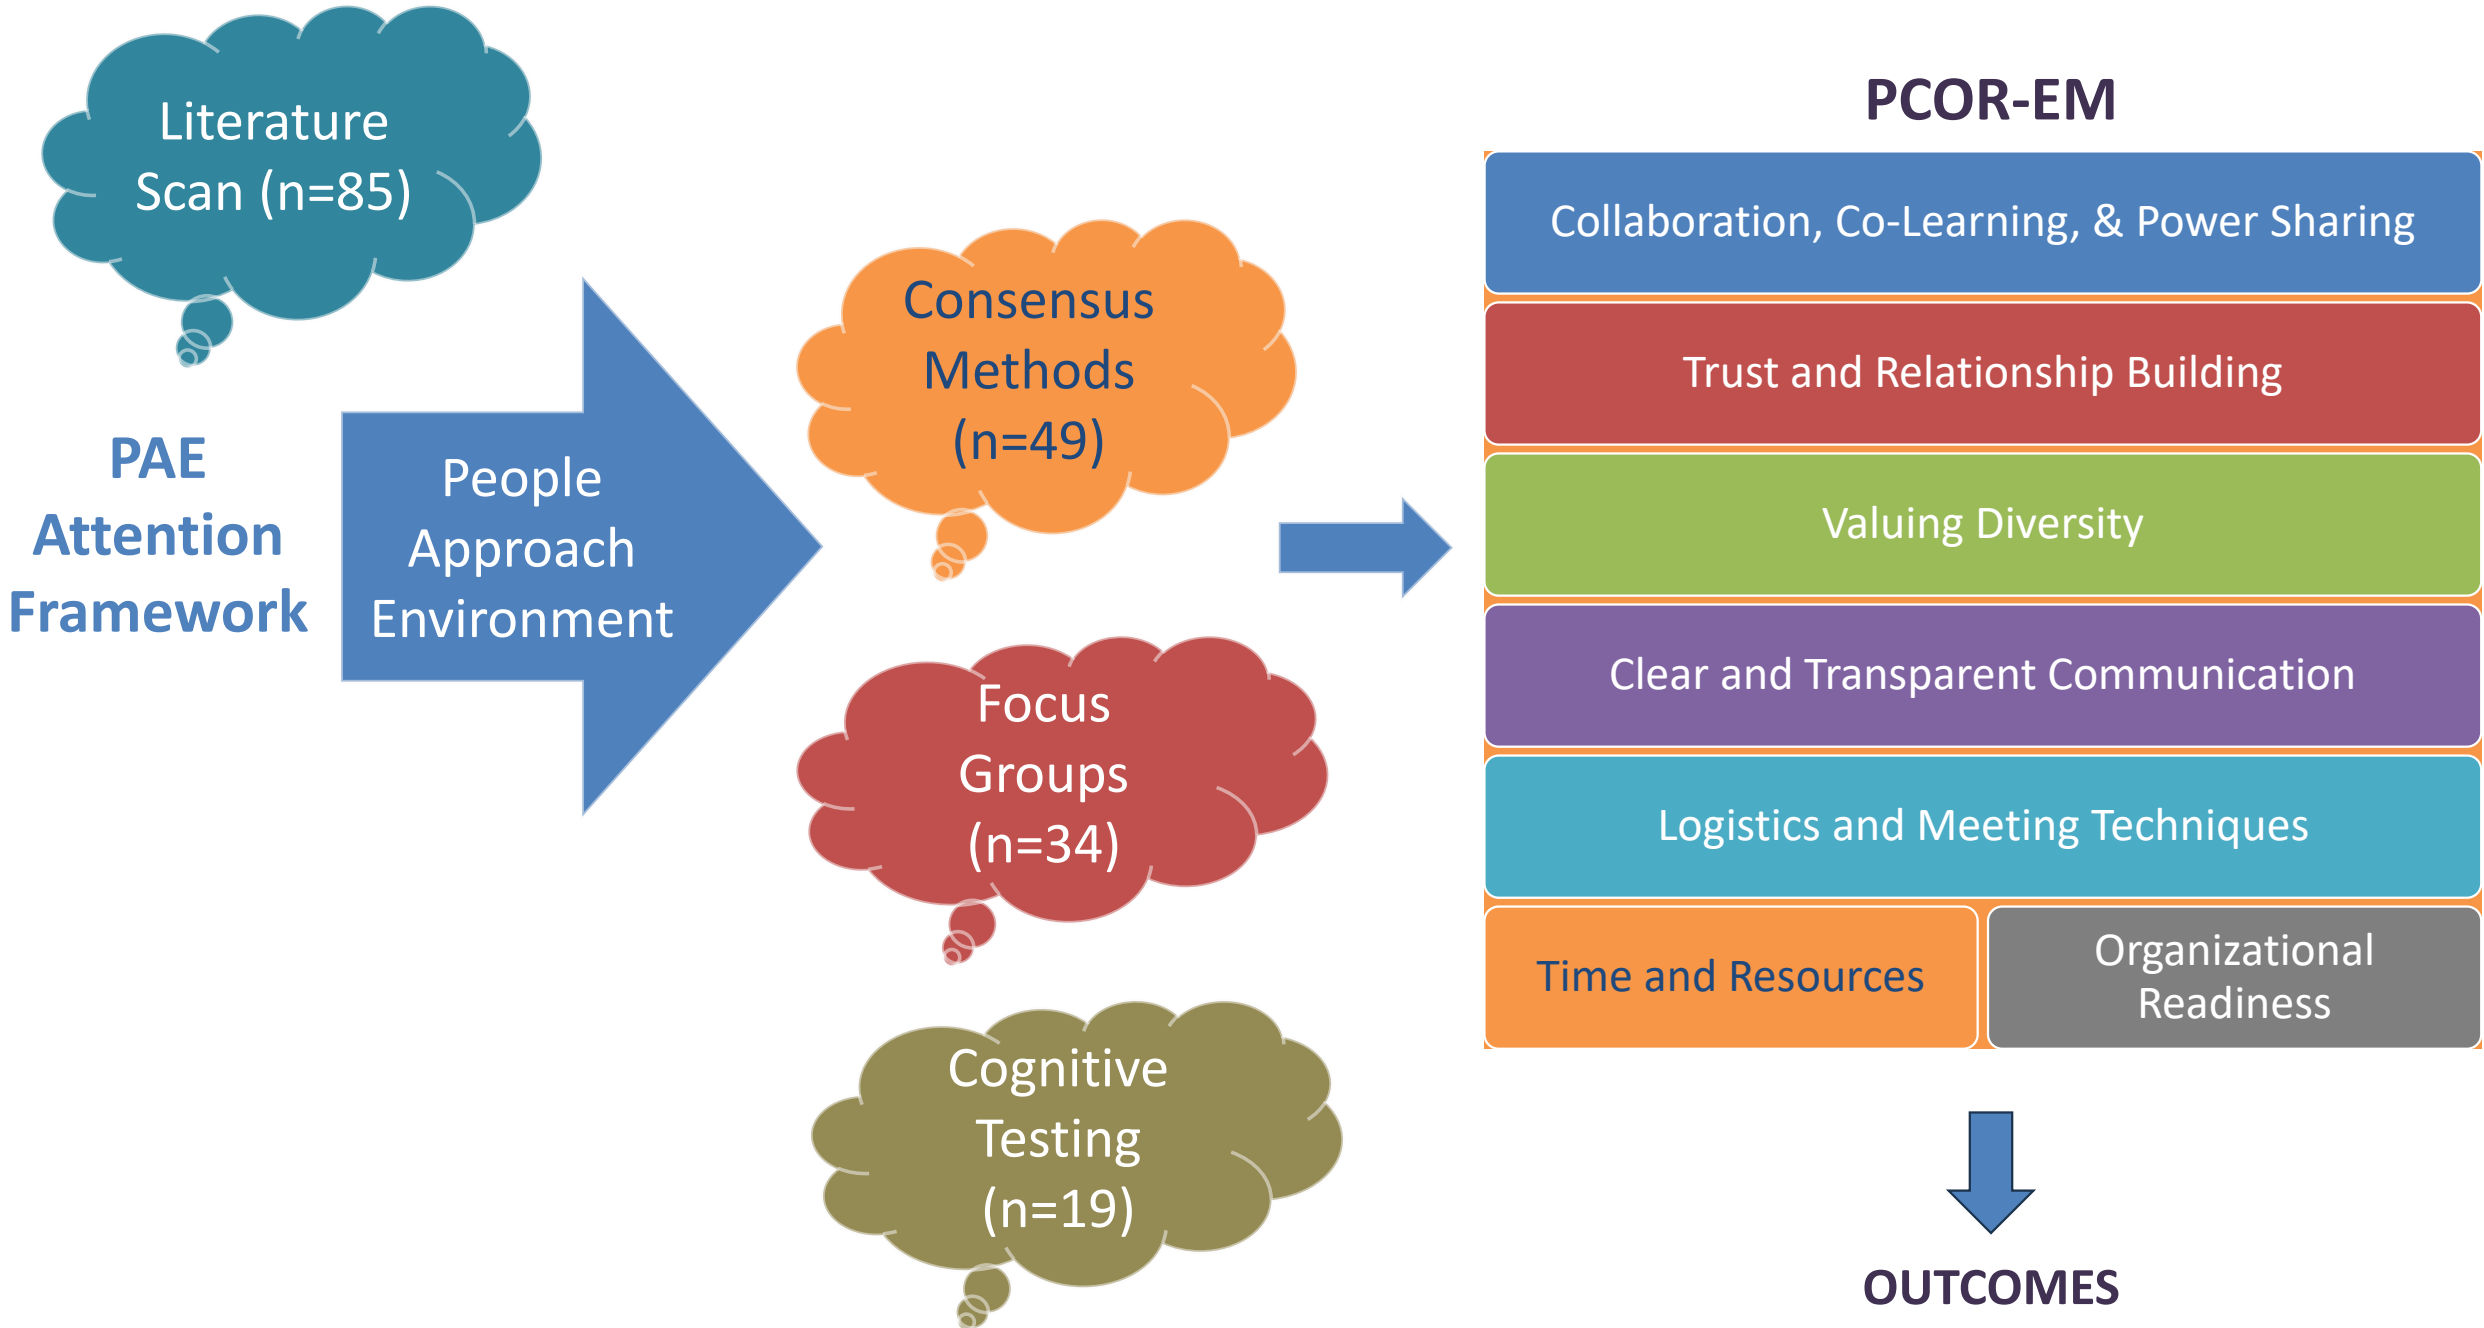 Literature
Scan (n=85)
PAE
Attention
Framework
People
Approach
Environment
Consensus
Methods
(n=49)
Focus
Groups
(n=34)
Cognitive
Testing
(n=19)
PCOR-EM
Collaboration, Co-Learning, & Power Sharing
Trust and Relationship Building
Valuing Diversity
Clear and Transparent Communication
Logistics and Meeting Techniques
Time and Resources
Organizational
Readiness
OUTCOMES